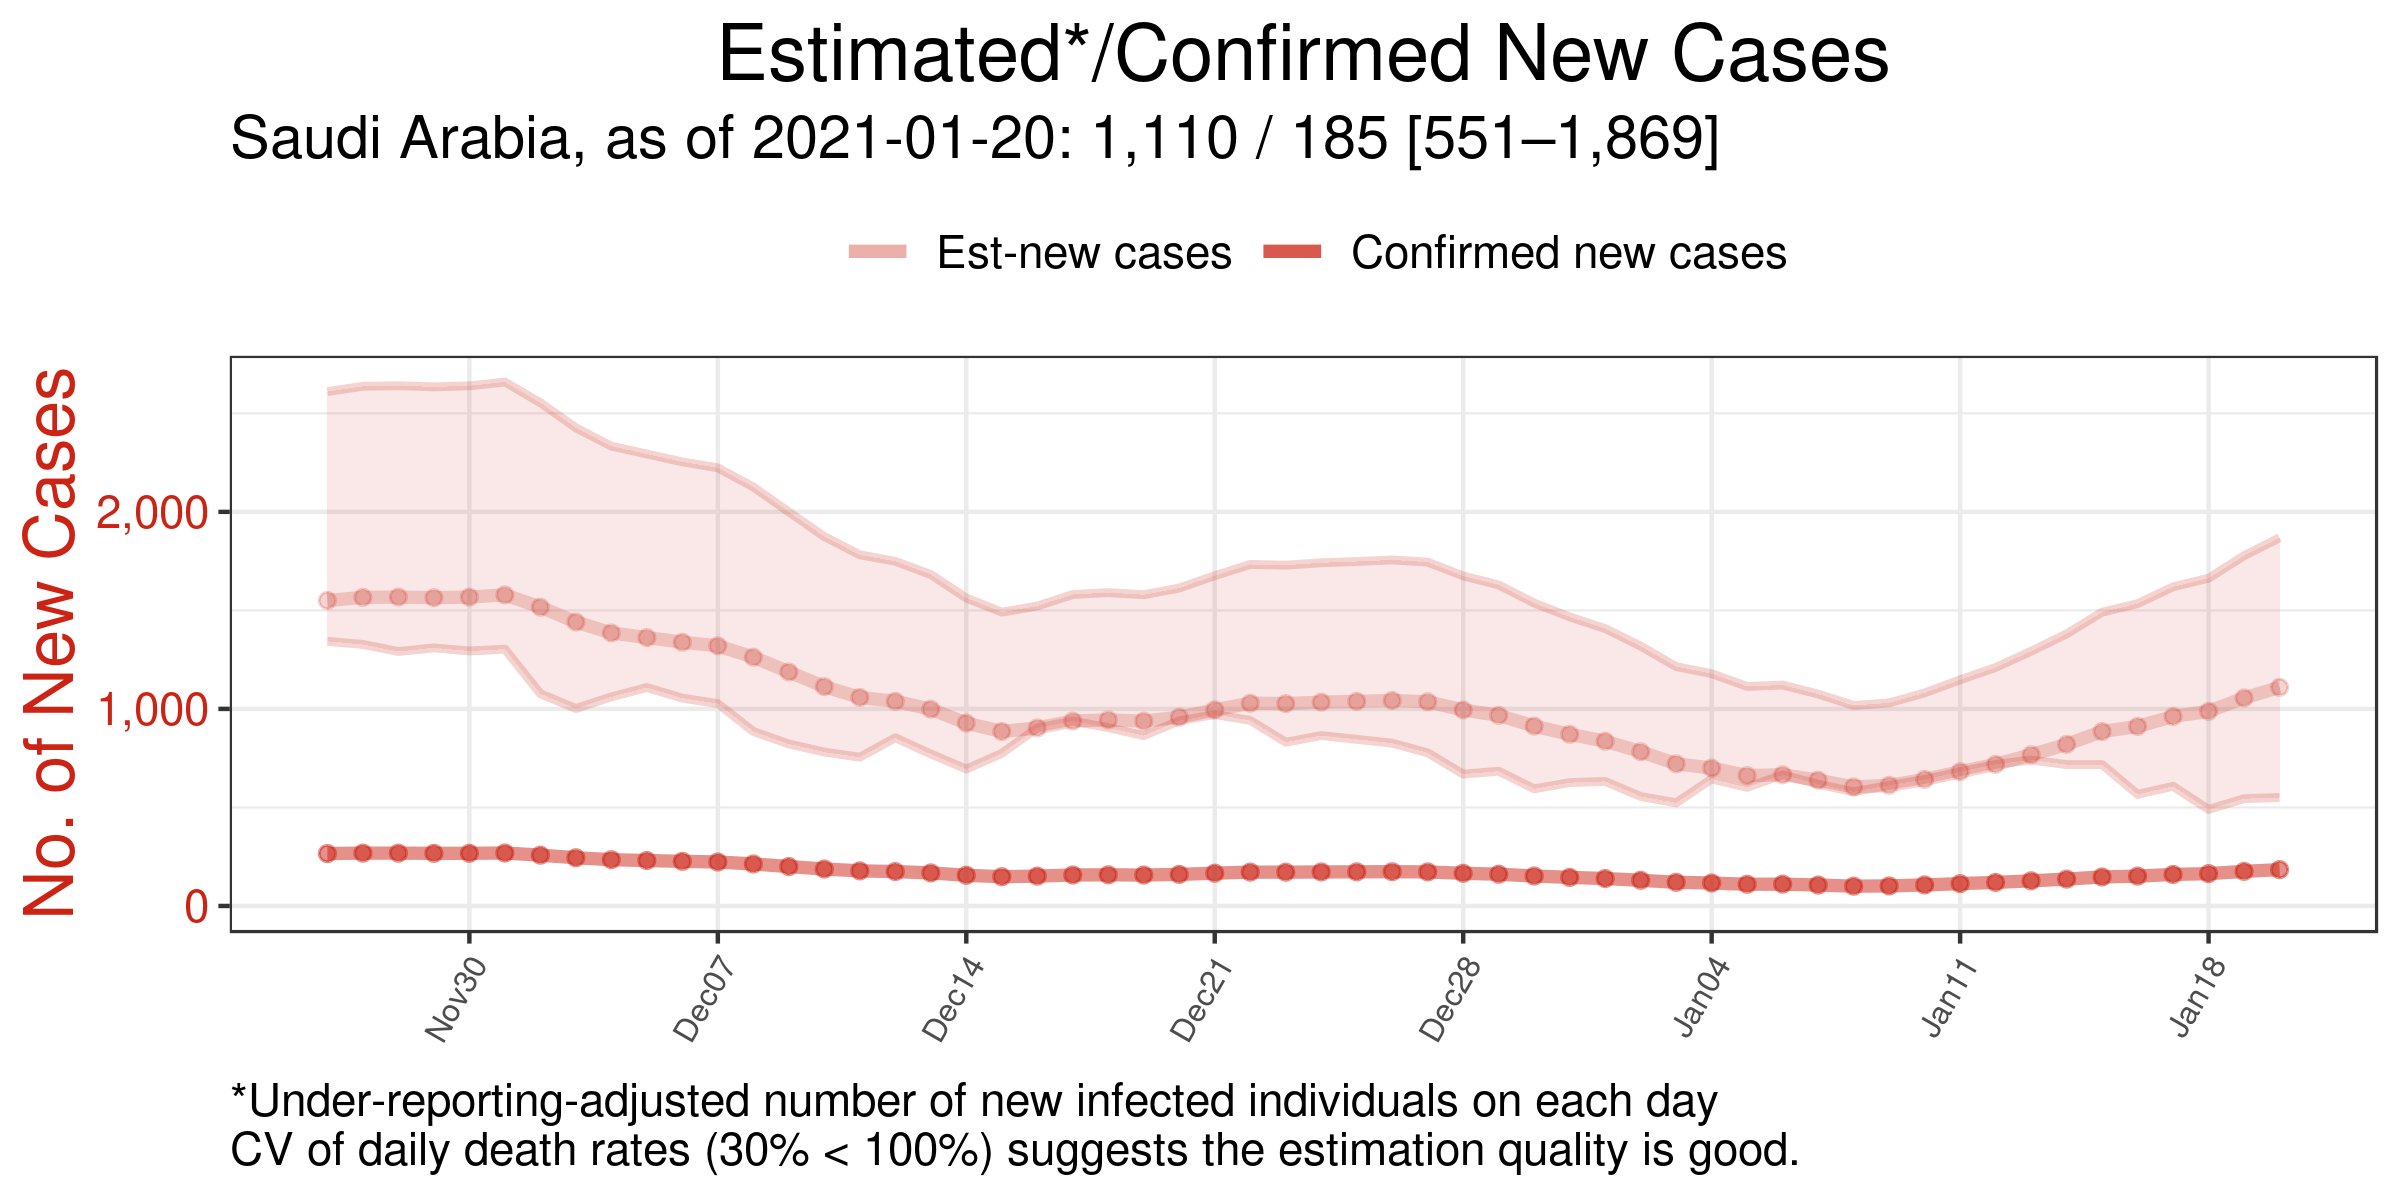 Estimated*/Confirmed New Cases
Saudi Arabia, as of 2021-01-20: 1,110 / 185 [551–1,869]
Est-new cases
Confirmed new cases
No. of New Cases
2,000
1,000
0
Nov30
Dec07
Dec14
Dec21
Dec28
Jan04
Jan11
Jan18
*Under-reporting-adjusted number of new infected individuals on each day
CV of daily death rates (30% < 100%) suggests the estimation quality is good.